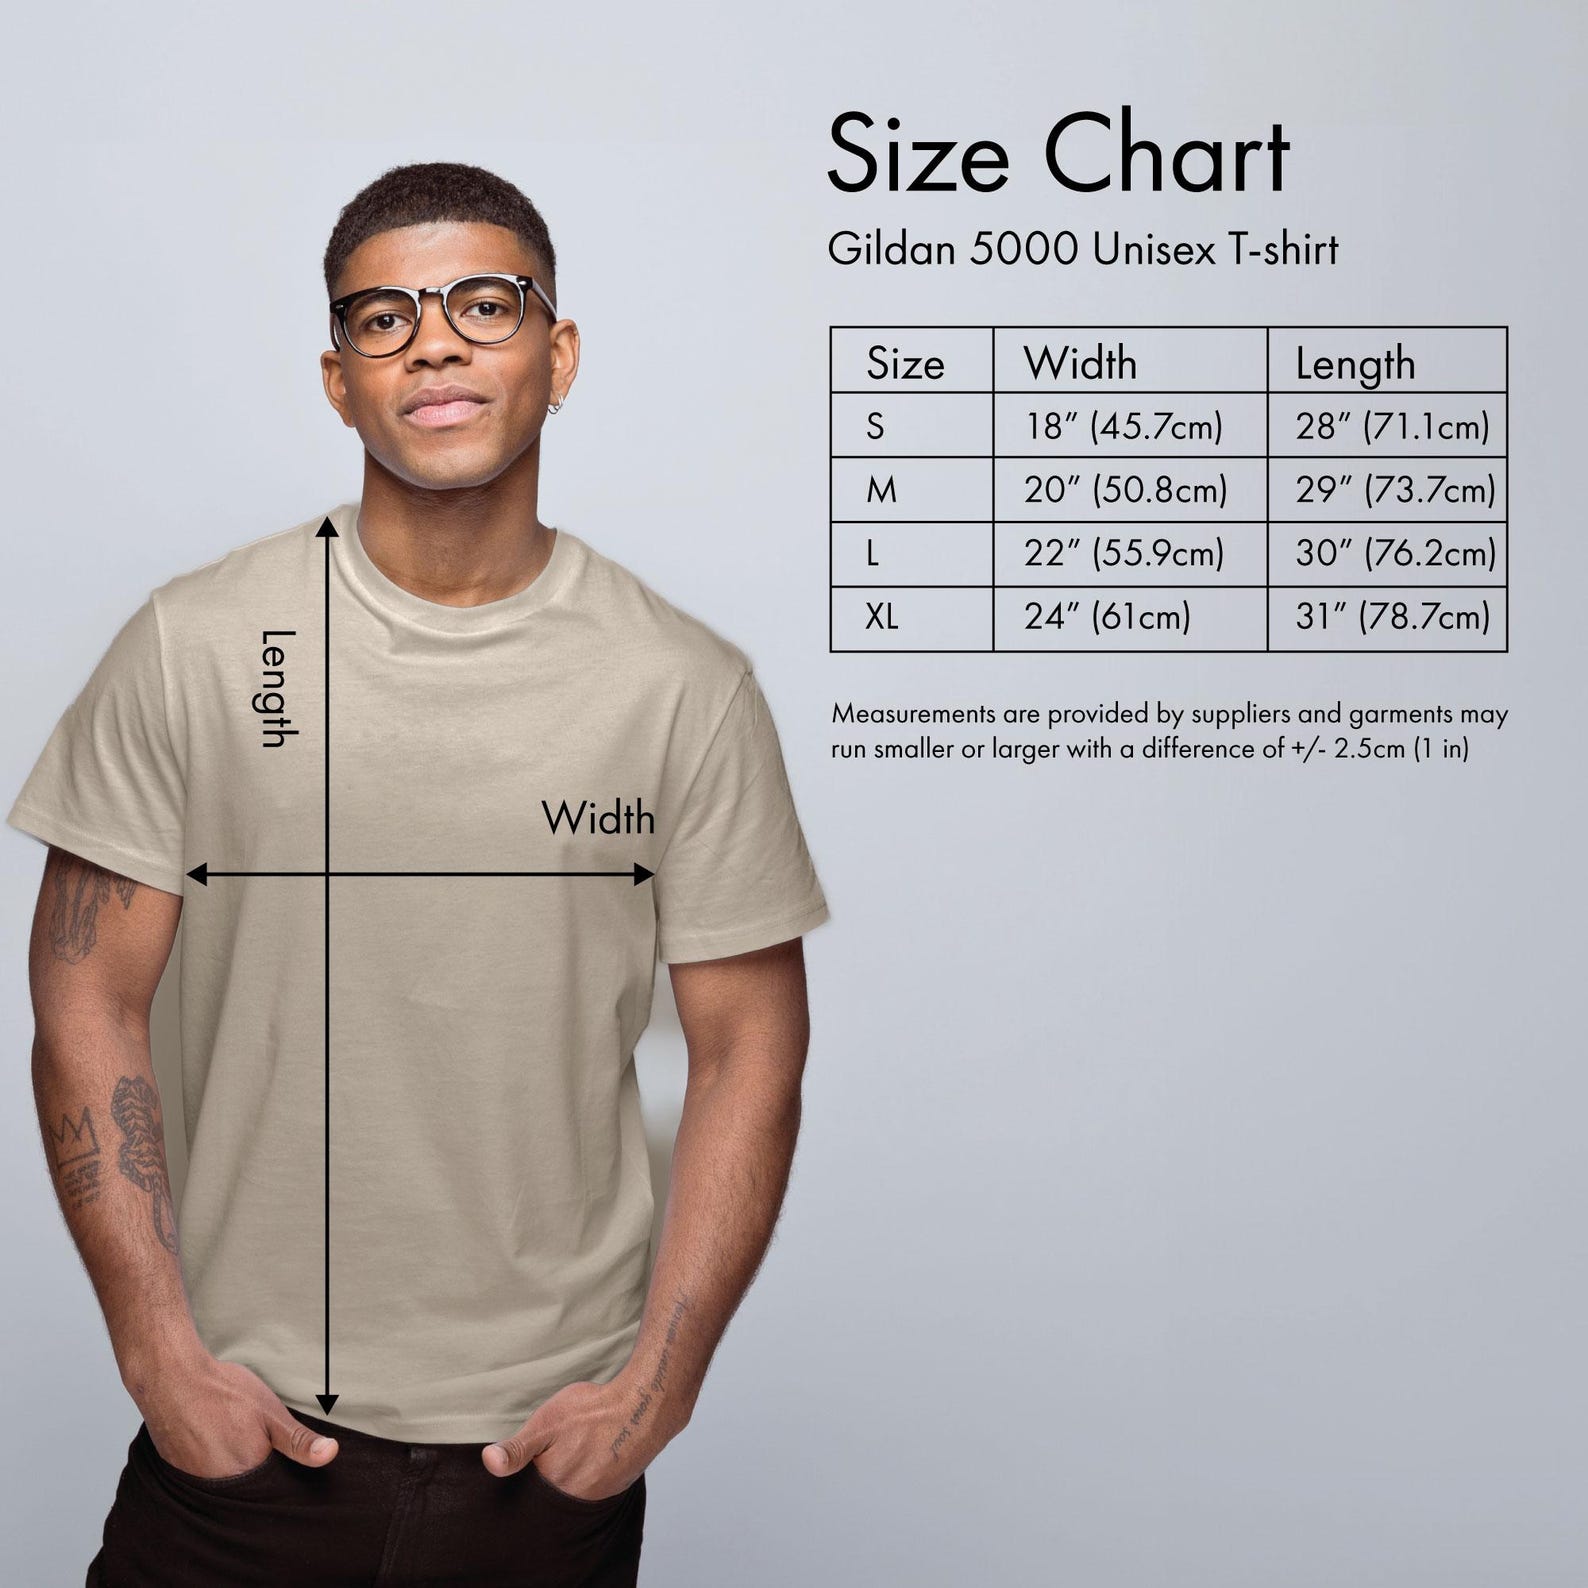 Size Chart
Gildan 5000 Unisex T-shirt
Size Width Length
S 18” (45.7cm) 28” (71.1cm)
M 20” (50.8cm) 29” (73.7cm)
L 22” (55.9cm) 30” (76.2cm)
XL 24” (61cm) 31” (78.7cm)
Measurements are provided by suppliers and garments may
run smaller or larger with a difference of +/- 2.5cm (1 in)
Length
Width